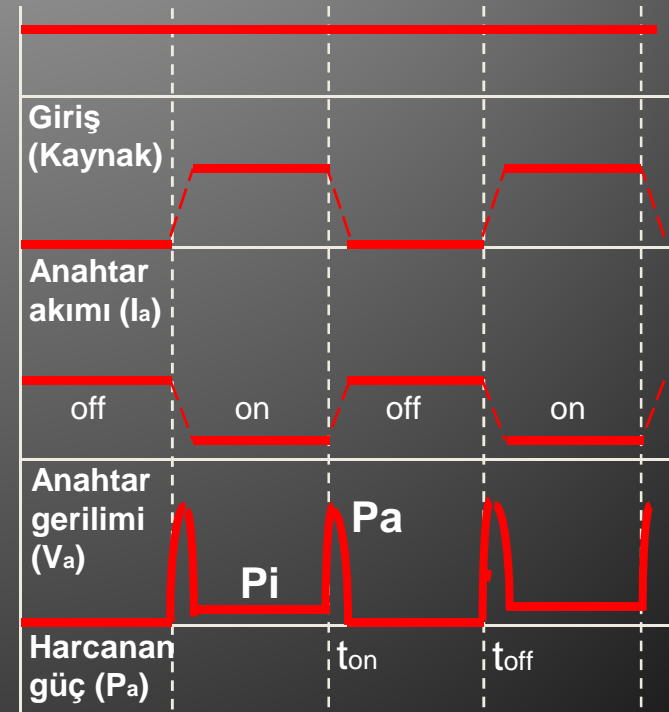 Giriş
(Kaynak)
Anahtar
akımı (Ia)
off on off on
Anahtar
gerilimi
(Va)
Pa
Pi
Harcanan
güç (Pa)
ton toff